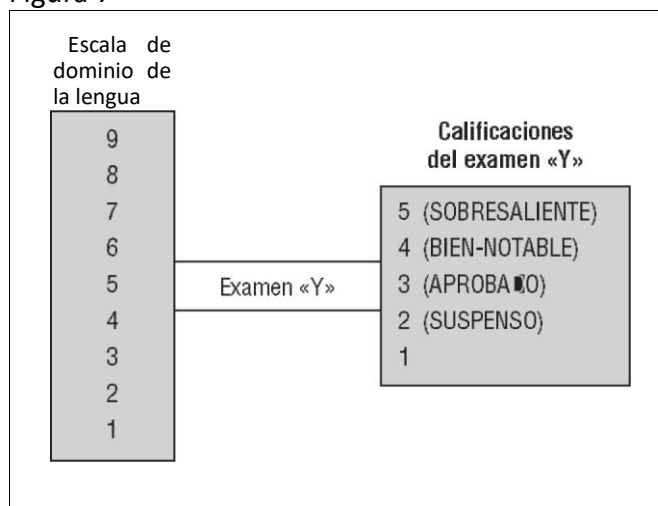 Figura 7
Escala de
dominio de
la lengua
9
8
7
6
5
4
3
2
1
Examen «Y»
Calificaciones
del examen «Y»
5 (SOBRESALIENTE)
4 (BIEN-NOTABLE)
3 (APROBADO)
2 (SUSPENSO)
1